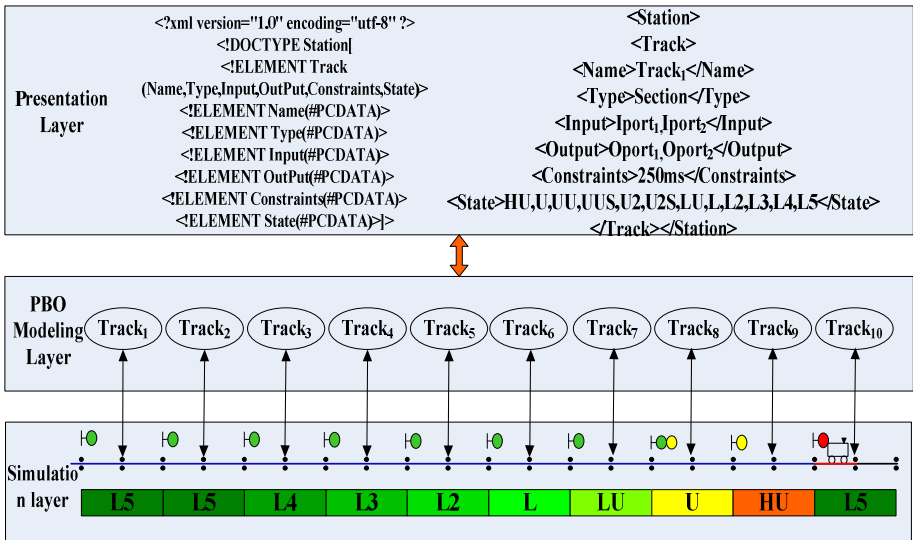 Presentation
Layer
<?xml version="1.0" encoding="utf-8" ?>
<!DOCTYPE Station[
<!ELEMENT Track
(Name,Type,Input,OutPut,Constraints,State)>
<!ELEMENT Name(#PCDATA)>
<!ELEMENT Type(#PCDATA)>
<!ELEMENT Input(#PCDATA)>
<!ELEMENT OutPut(#PCDATA)>
<!ELEMENT Constraints(#PCDATA)>
<!ELEMENT State(#PCDATA)>]>
<Station>
<Track>
<Name>Track₁</Name>
<Type>Section</Type>
<Input>Iport₁,Iport₂</Input>
<Output>Oport₁,Oport₂</Output>
<Constraints>250ms</Constraints>
<State>HU,U,UU,UUS,U2,U2S,LU,L,L2,L3,L4,L5</State>
</Track></Station>
PBO
Modeling
Layer
Track₁ Track₂ Track₃ Track₄ Track₅ Track₆ Track₇ Track₈ Track₉ Track₁₀
Simulatio
n layer
L5 L5 L4 L3 L2 L LU U HU L5